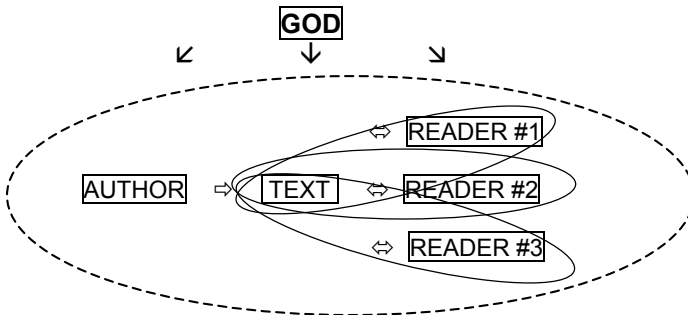 GOD
READER #1
AUTHOR TEXT READER #2
READER #3